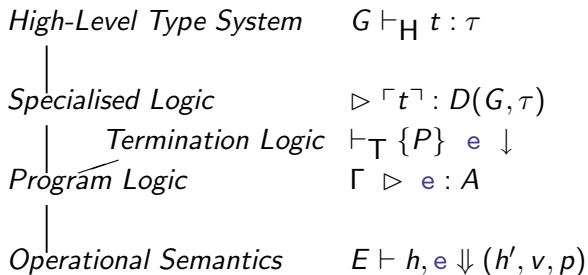 High-Level Type System G ⊢H t : τ
Specialised Logic ▷ ⌜t⌝ : D(G, τ)
Termination Logic ⊢T {P} e ↓
Program Logic Γ ▷ e : A
Operational Semantics E ⊢ h, e ⇓ (h′, v, p)